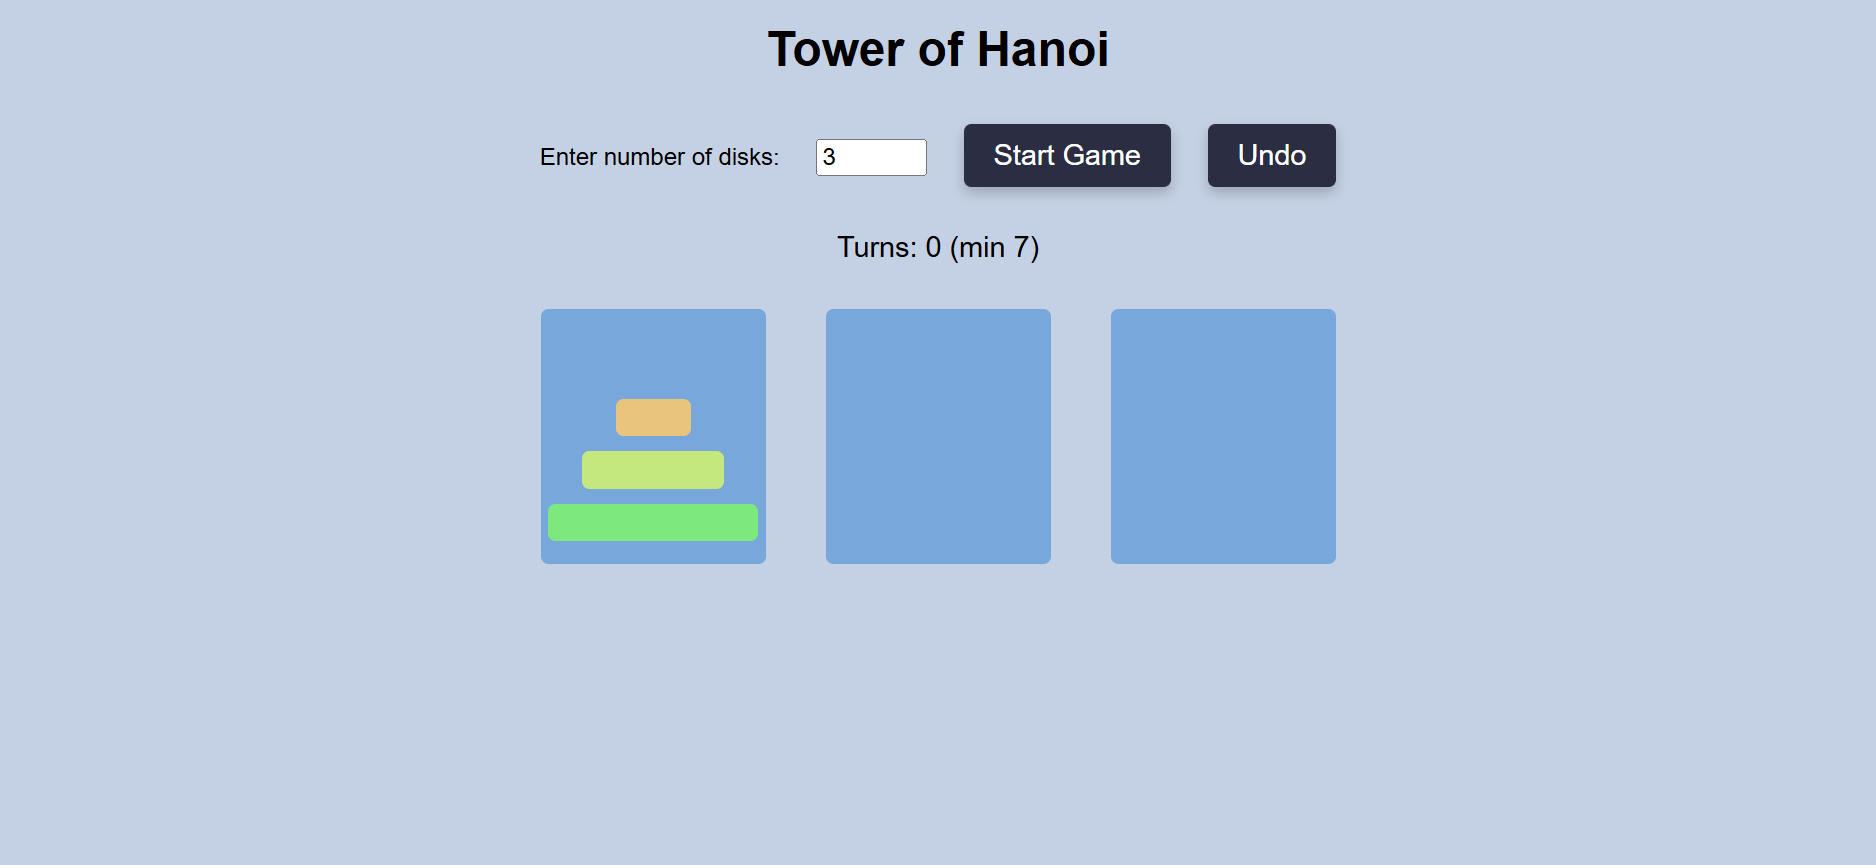 Tower of Hanoi
Enter number of disks: 3 Start Game Undo
Turns: 0 (min 7)